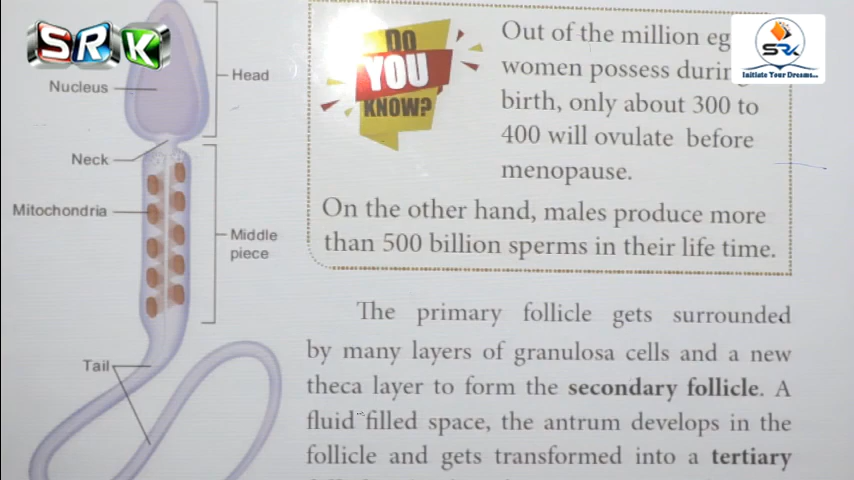 SRK
Nucleus
Head
Neck
Mitochondria
Middle
piece
Tail
DO
YOU
KNOW?
SRK
Initiate Your Dreams...
Out of the million
women possess
birth, only about 300 to
400 will ovulate before
menopause.
On the other hand, males produce more
than 500 billion sperms in their life time.
The primary follicle gets surrounded
by many layers of granulosa cells and a new
theca layer to form the secondary follicle. A
fluid filled space, the antrum develops in the
follicle and gets transformed into a tertiary